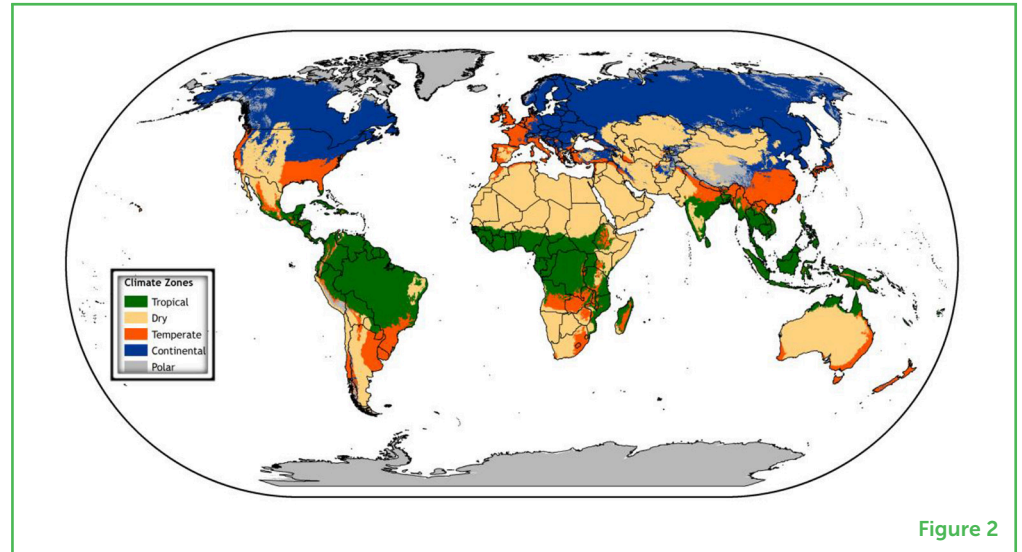 Climate Zones
Tropical
Dry
Temperate
Continental
Polar
Figure 2